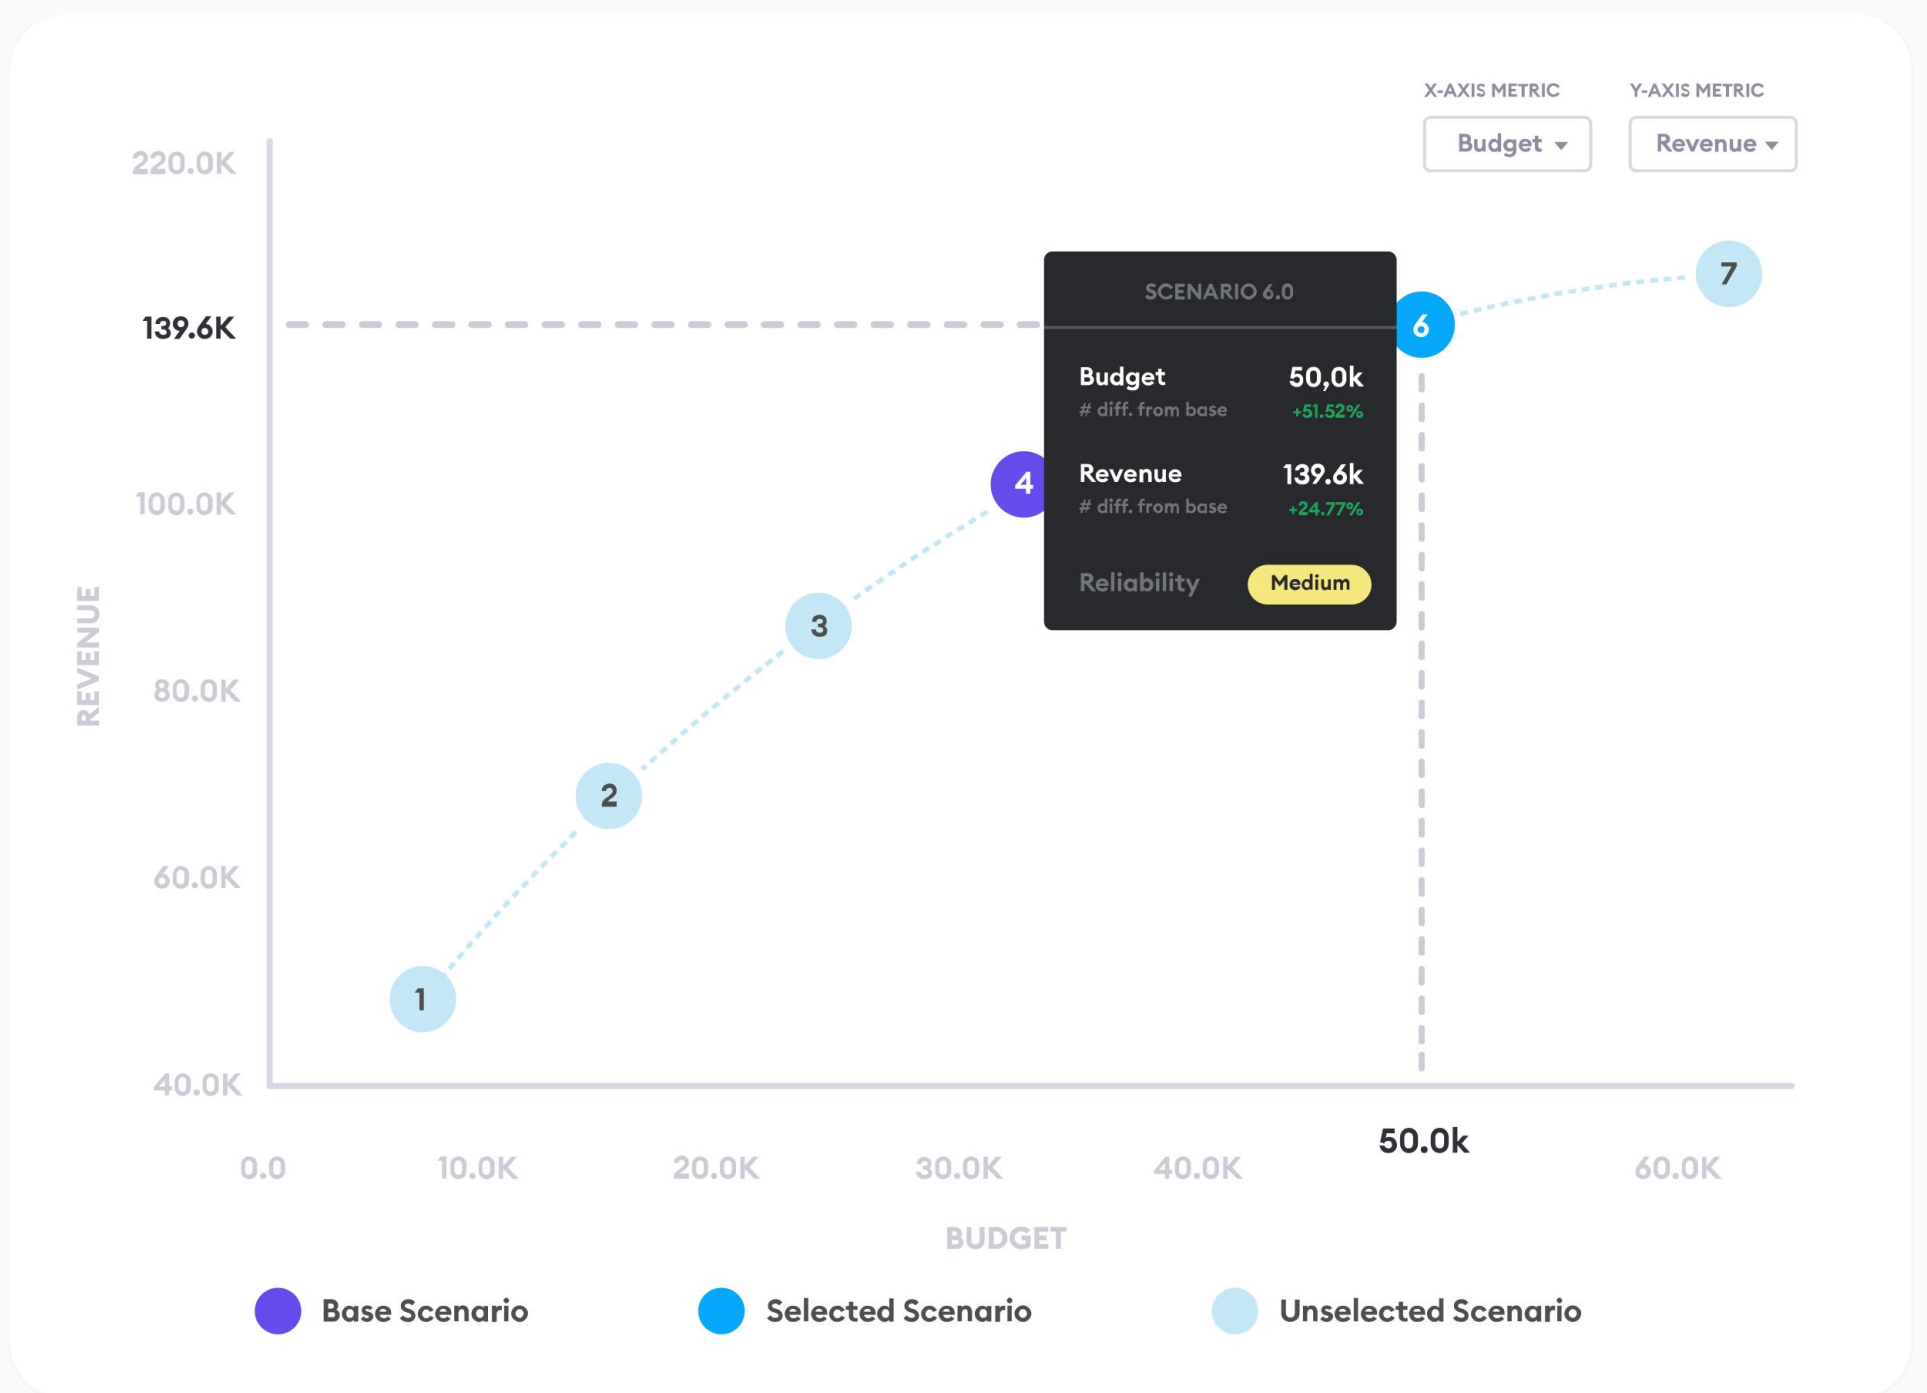 X-AXIS METRIC
Y-AXIS METRIC
Budget
Revenue
220.0K
139.6K
100.0K
80.0K
60.0K
40.0K
REVENUE
7
6
4
3
2
1
SCENARIO 6.0
Budget 50,0k
# diff. from base +51.52%
Revenue 139.6k
# diff. from base +24.77%
Reliability Medium
0.0 10.0K 20.0K 30.0K 40.0K 50.0k 60.0K
BUDGET
Base Scenario
Selected Scenario
Unselected Scenario